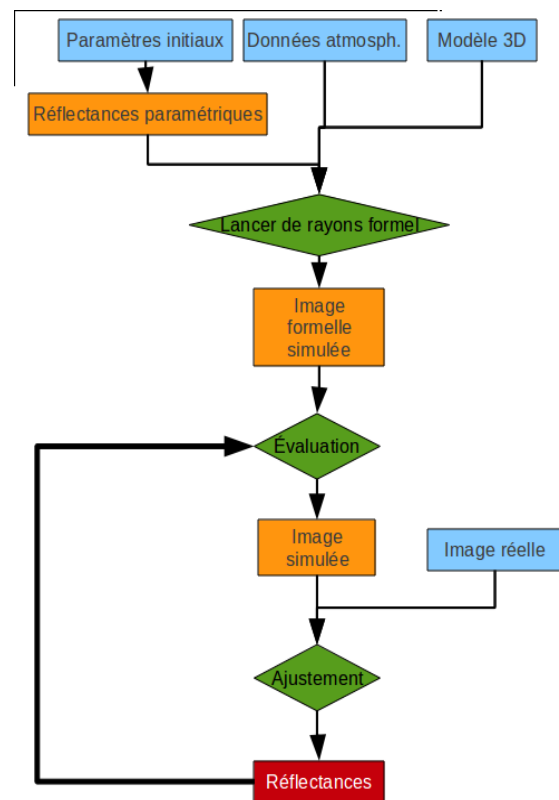 Paramètres initiaux
Données atmosph.
Modèle 3D
Réflectances paramétriques
Lancer de rayons formel
Image
formelle
simulée
Évaluation
Image
simulée
Image réelle
Ajustement
Réflectances